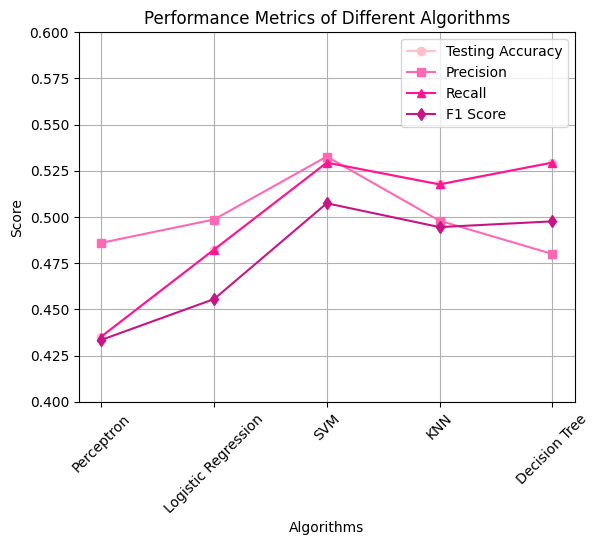 Performance Metrics of Different Algorithms
Testing Accuracy
Precision
Recall
F1 Score
Score
0.600
0.575
0.550
0.525
0.500
0.475
0.450
0.425
0.400
Perceptron
Logistic Regression
SVM
KNN
Decision Tree
Algorithms